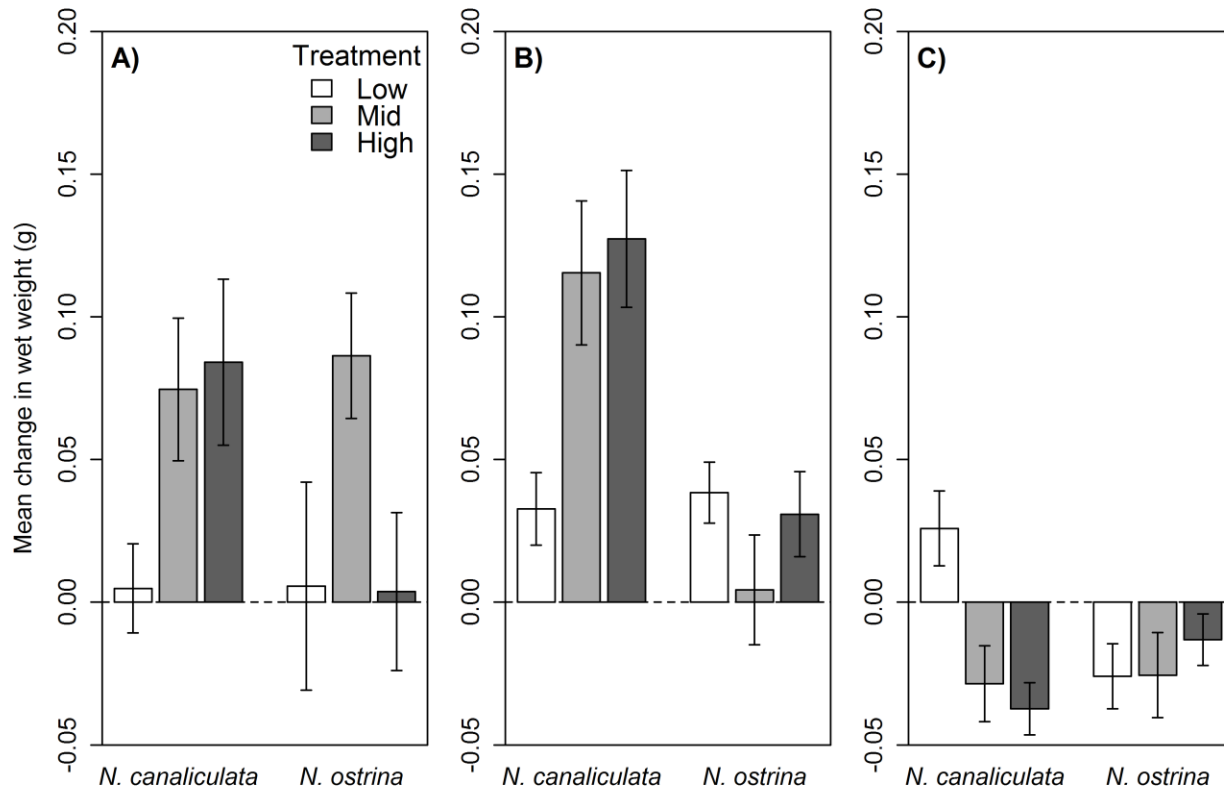 Mean change in wet weight (g)
0.20
0.15
0.10
0.05
0.00
-0.05
A)
Treatment
Low
Mid
High
N. canaliculata
N. ostrina
0.20
0.15
0.10
0.05
0.00
-0.05
B)
N. canaliculata
N. ostrina
0.20
0.15
0.10
0.05
0.00
-0.05
C)
N. canaliculata
N. ostrina